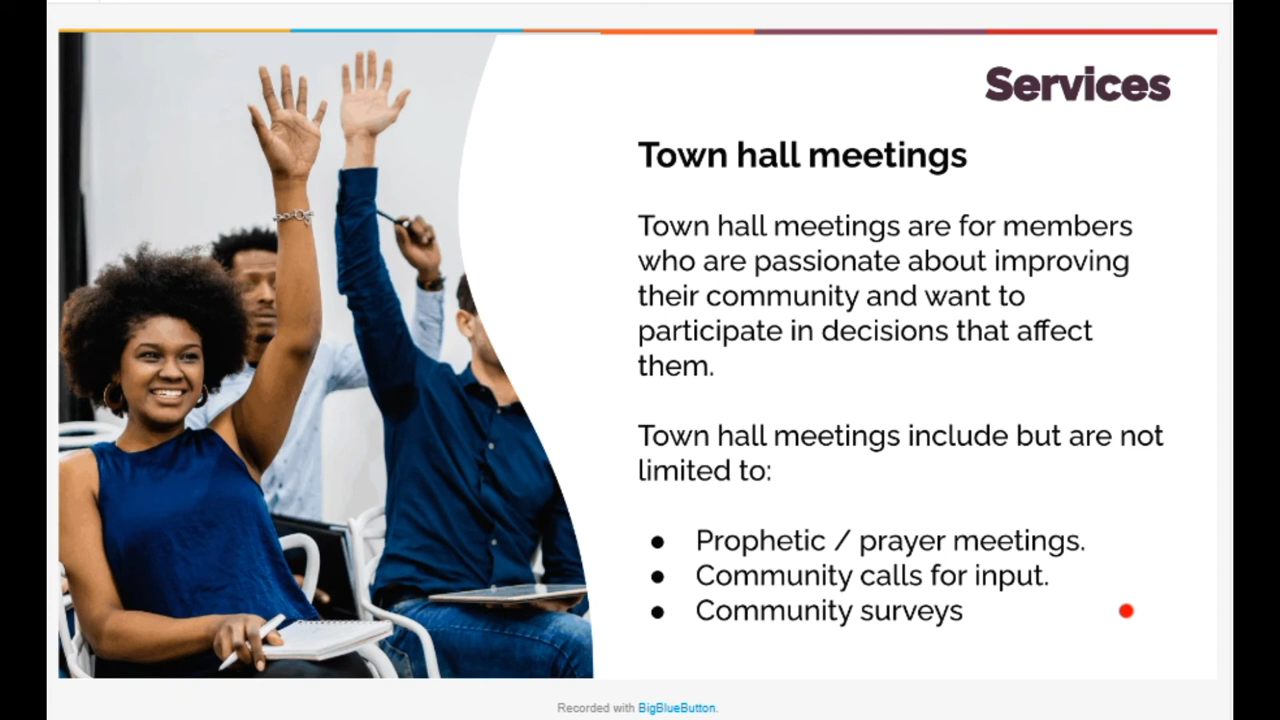 Services
Town hall meetings
Town hall meetings are for members
who are passionate about improving
their community and want to
participate in decisions that affect
them.
Town hall meetings include but are not
limited to:
● Prophetic / prayer meetings.
● Community calls for input.
● Community surveys
Recorded with BigBlueButton.